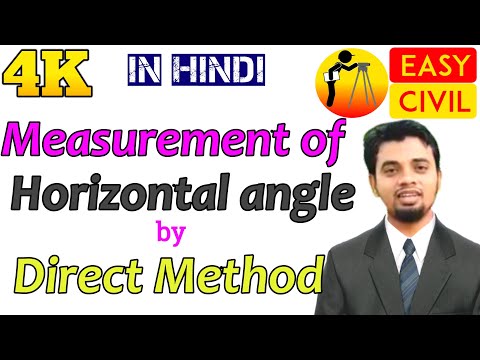 4K
IN HINDI
EASY
CIVIL
Measurement of
Horizontal angle
by
Direct Method